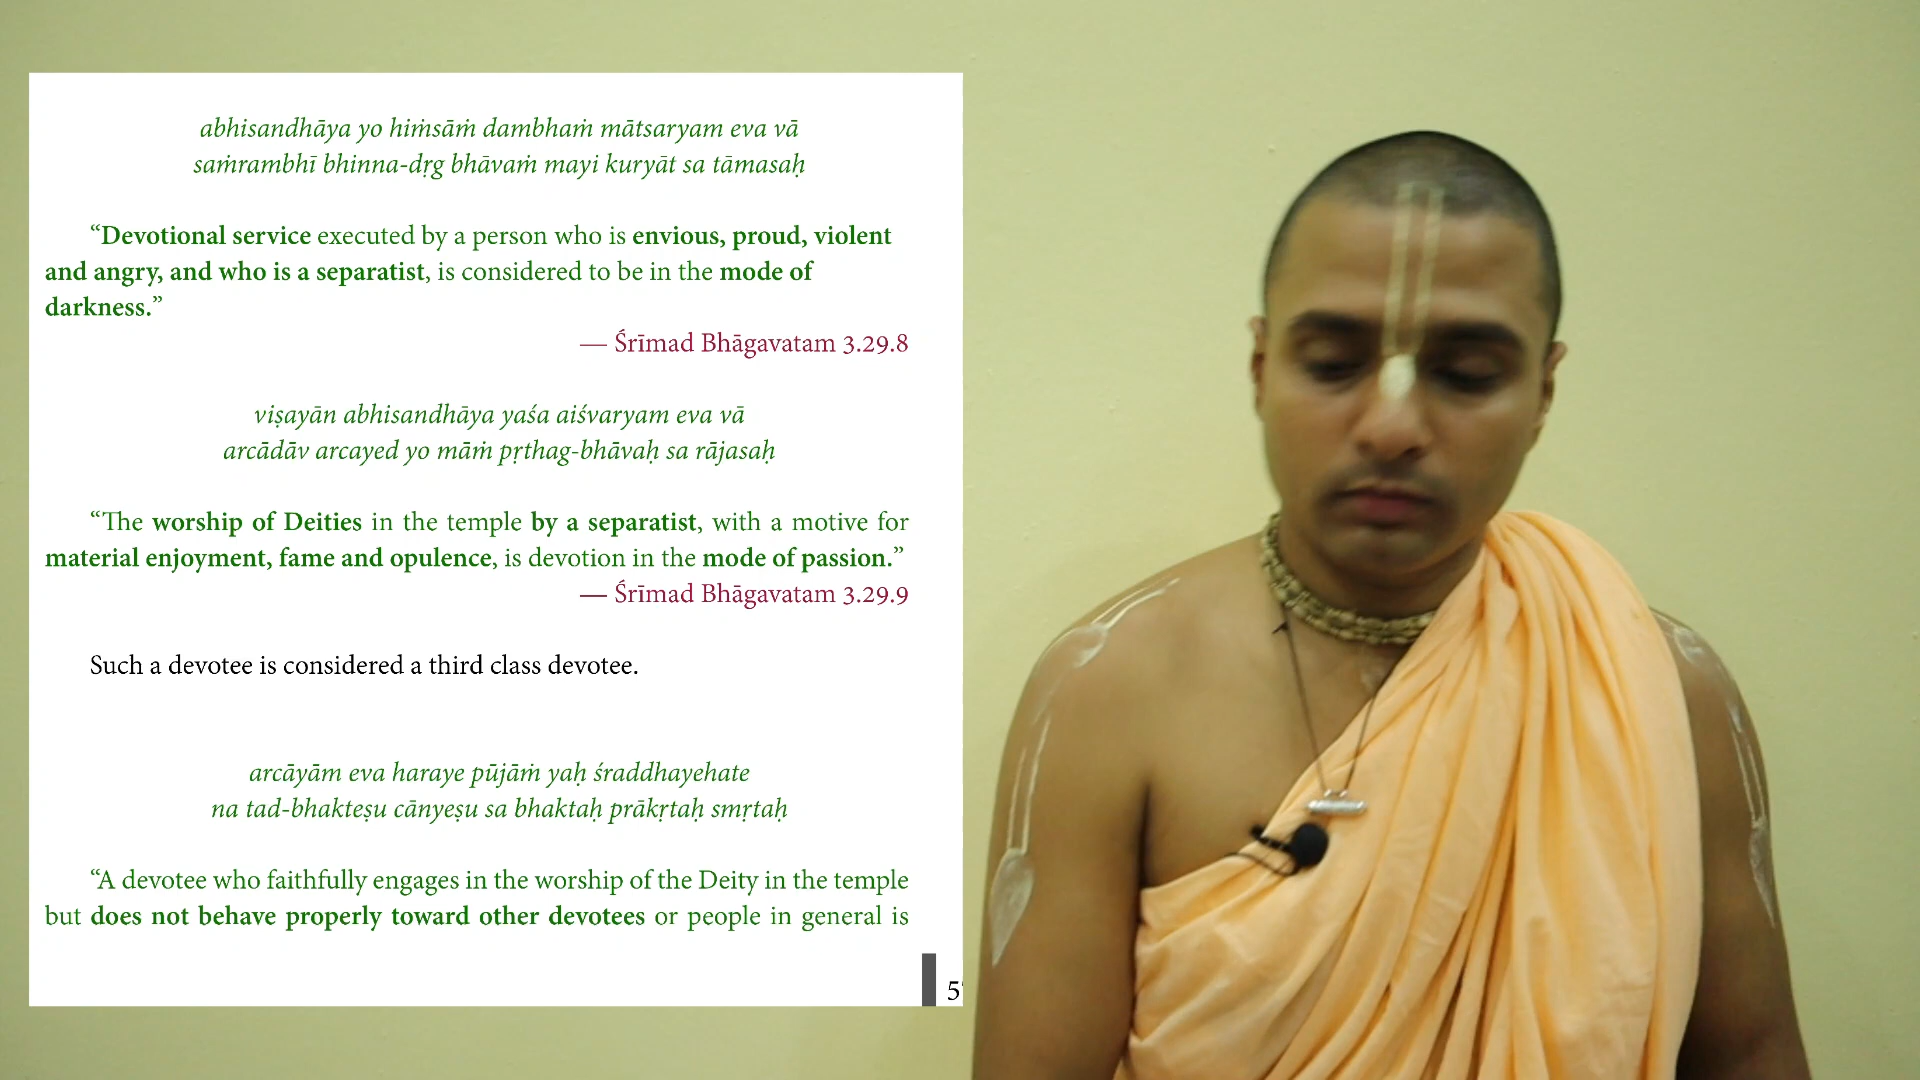 abhisandhāya yo hiṁsāṁ dambhaṁ mātsaryam eva vā
saṁrambhī bhinna-dṛg bhāvaṁ mayi kuryāt sa tāmasaḥ
“Devotional service executed by a person who is envious, proud, violent
and angry, and who is a separatist, is considered to be in the mode of
darkness.”
— Śrīmad Bhāgavatam 3.29.8
viṣayān abhisandhāya yaśa aiśvaryam eva vā
arcādāv arcayed yo māṁ pṛthag-bhāvaḥ sa rājasaḥ
“The worship of Deities in the temple by a separatist, with a motive for
material enjoyment, fame and opulence, is devotion in the mode of passion.”
— Śrīmad Bhāgavatam 3.29.9
Such a devotee is considered a third class devotee.
arcāyām eva haraye pūjāṁ yaḥ śraddhayehate
na tad-bhakteṣu cānyeṣu sa bhaktaḥ prākṛtaḥ smṛtaḥ
“A devotee who faithfully engages in the worship of the Deity in the temple
but does not behave properly toward other devotees or people in general is